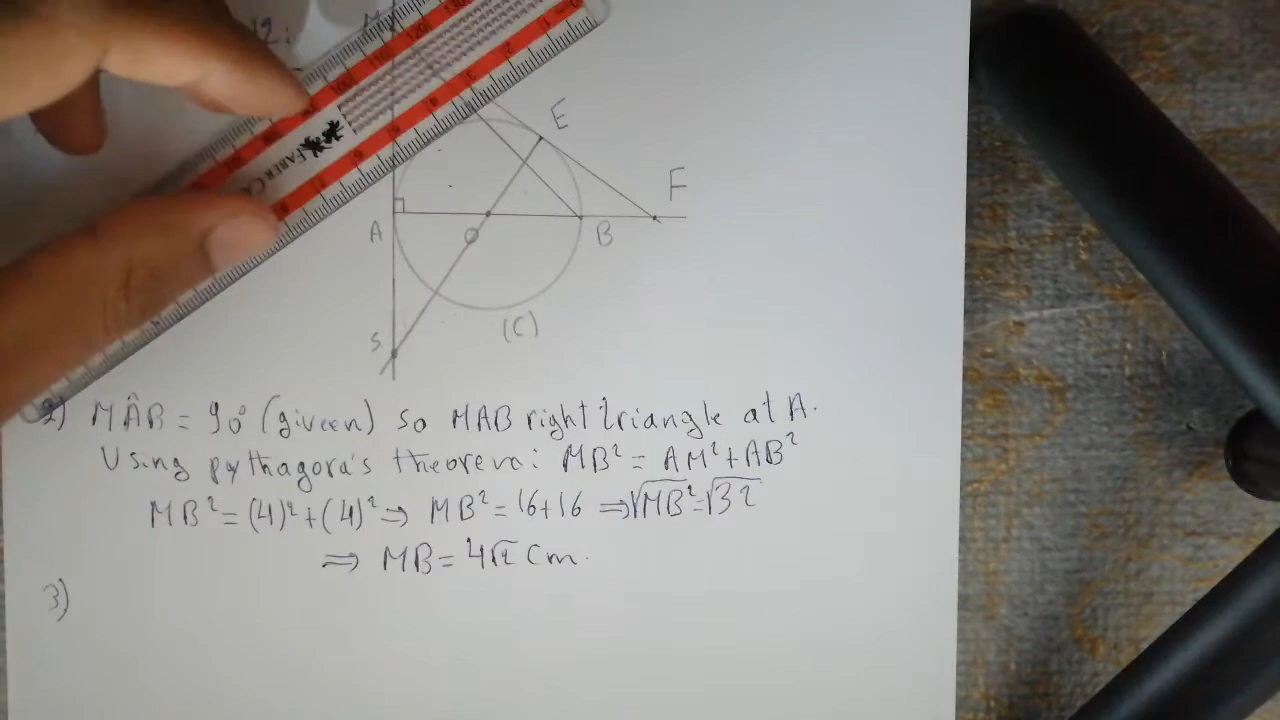 E
F
A
O
B
S
(C)
2) MÂB = 90° (giveen) so MAB right triangle at A.
Using pythagora's theorem: MB² = AM² + AB²
MB² = (4)² + (4)² ⇒ MB² = 16+16 ⇒ √MB² = √32
⇒ MB = 4√2 cm.
3)